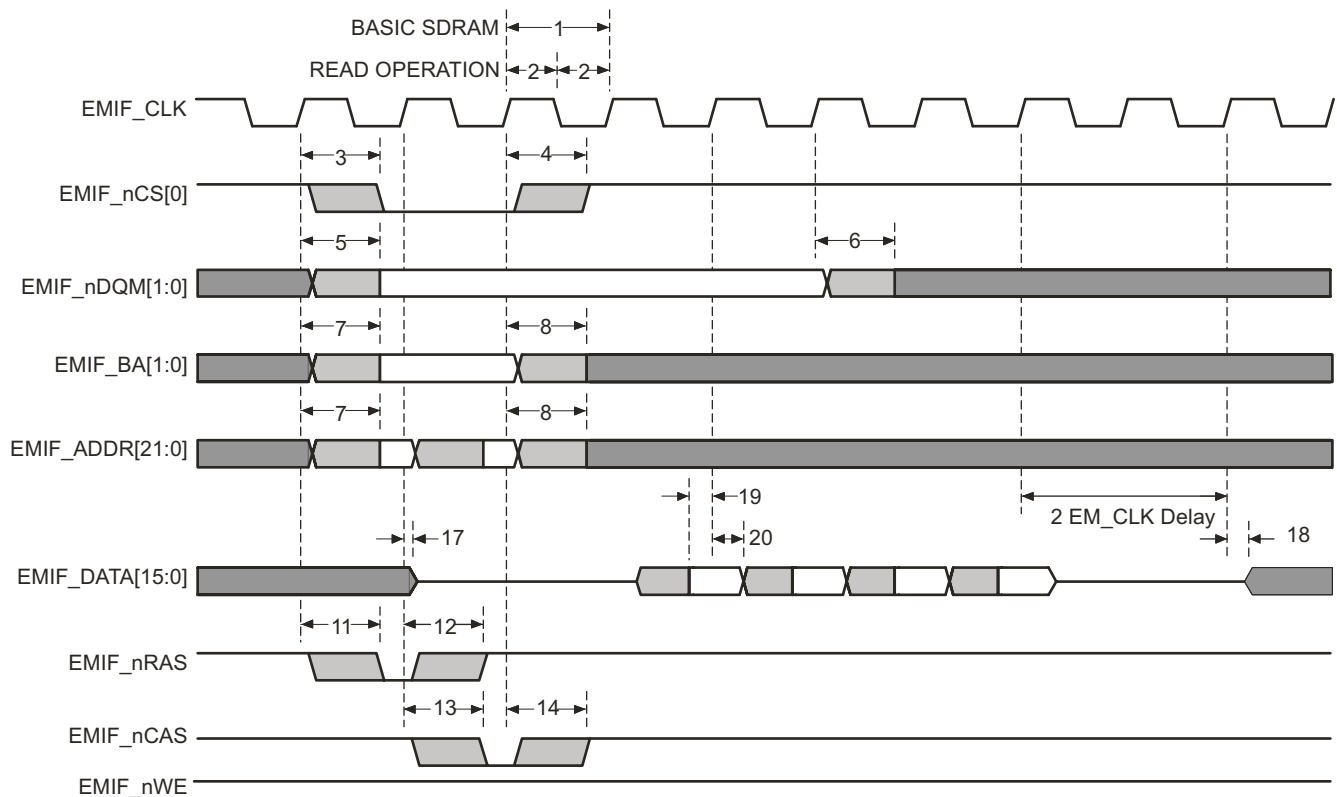 BASIC SDRAM
1
READ OPERATION
2
2
EMIF_CLK
3
4
EMIF_nCS[0]
5
6
EMIF_nDQM[1:0]
7
8
EMIF_BA[1:0]
7
8
EMIF_ADDR[21:0]
19
2 EM_CLK Delay
17
20
18
EMIF_DATA[15:0]
11
12
EMIF_nRAS
13
14
EMIF_nCAS
EMIF_nWE